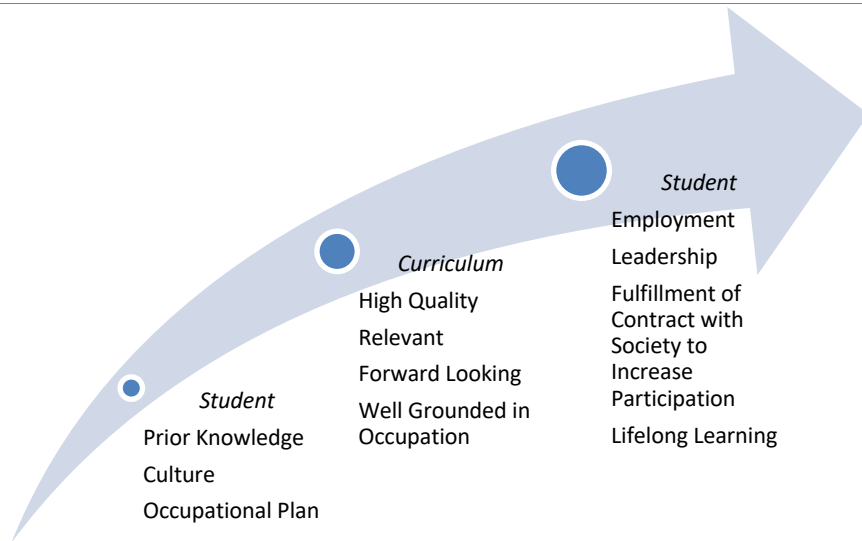 Student
Prior Knowledge
Culture
Occupational Plan
Curriculum
High Quality
Relevant
Forward Looking
Well Grounded in
Occupation
Student
Employment
Leadership
Fulfillment of
Contract with
Society to
Increase
Participation
Lifelong Learning